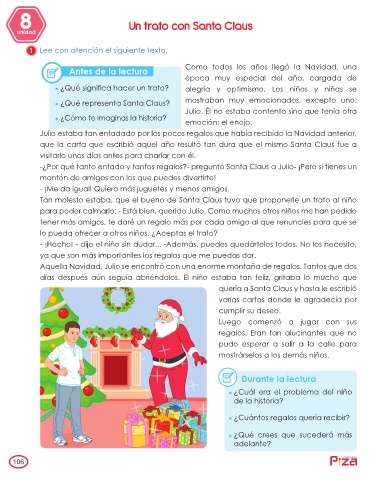 8
unidad
Un trato con Santa Claus
1 Lee con atención el siguiente texto.
Antes de la lectura
¿Qué significa hacer un trato?
¿Qué representa Santa Claus?
¿Cómo te imaginas la historia?
Como todos los años llegó la Navidad, una
época muy especial del año, cargada de
alegría y optimismo. Los niños y niñas se
mostraban muy emocionados, excepto uno:
Julio. Él no estaba contento sino que tenía otra
emoción: el enojo.
Julio estaba tan enfadado por los pocos regalos que había recibido la Navidad anterior,
que la carta que escribió aquel año resultó tan dura que el mismo Santa Claus fue a
visitarlo unos días antes para charlar con él.
-¿Por qué tanto enfado y tantos regalos?- preguntó Santa Claus a Julio- ¡Pero si tienes un
montón de amigos con los que puedes divertirte!
- ¡Me da igual! Quiero más juguetes y menos amigos.
Tan molesto estaba, que el bueno de Santa Claus tuvo que proponerle un trato al niño
para poder calmarlo: - Está bien, querido Julio. Como muchos otros niños me han pedido
tener más amigos, te daré un regalo más por cada amigo al que renuncies para que se
lo pueda ofrecer a otros niños. ¿Aceptas el trato?
- ¡Hecho! - dijo el niño sin dudar... -Además, puedes quedártelos todos. No los necesito,
ya que son más importantes los regalos que me puedas dar.
Aquella Navidad, Julio se encontró con una enorme montaña de regalos. Tantos que dos
días después aún seguía abriéndolos. El niño estaba tan feliz, gritaba lo mucho que
quería a Santa Claus y hasta le escribió
varias cartas donde le agradecía por
cumplir su deseo.
Luego comenzó a jugar con sus
regalos. Eran tan alucinantes que no
pudo esperar a salir a la calle para
mostrárselos a los demás niños.
Durante la lectura
¿Cuál era el problema del niño
de la historia?
¿Cuántos regalos quería recibir?
¿Qué crees que sucederá más
adelante?
106